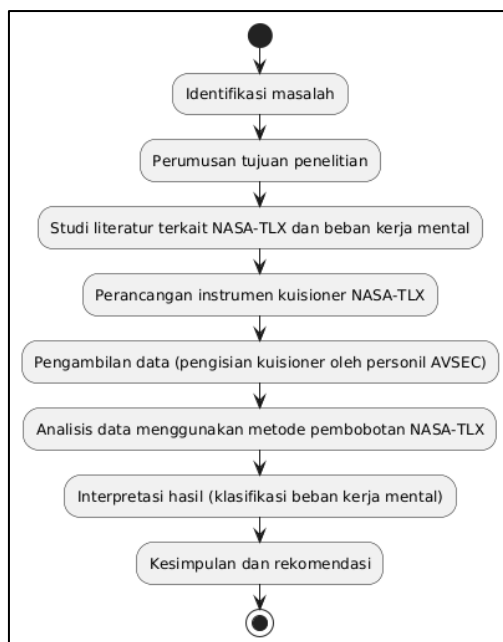 Identifikasi masalah
Perumusan tujuan penelitian
Studi literatur terkait NASA-TLX dan beban kerja mental
Perancangan instrumen kuisioner NASA-TLX
Pengambilan data (pengisian kuisioner oleh personil AVSEC)
Analisis data menggunakan metode pembobotan NASA-TLX
Interpretasi hasil (klasifikasi beban kerja mental)
Kesimpulan dan rekomendasi